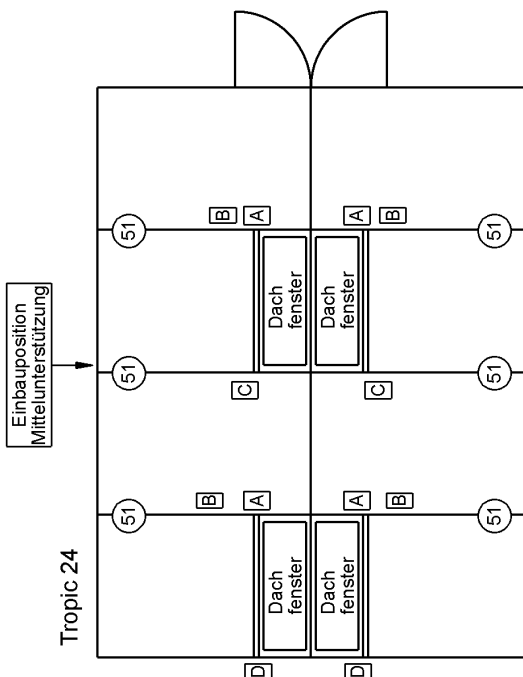 Tropic 24
Einbauposition
Mittelunterstützung
51
51
51
B
A
C
B
A
D
Dach
fenster
Dach
fenster
Dach
fenster
Dach
fenster
A
B
C
A
B
D
51
51
51